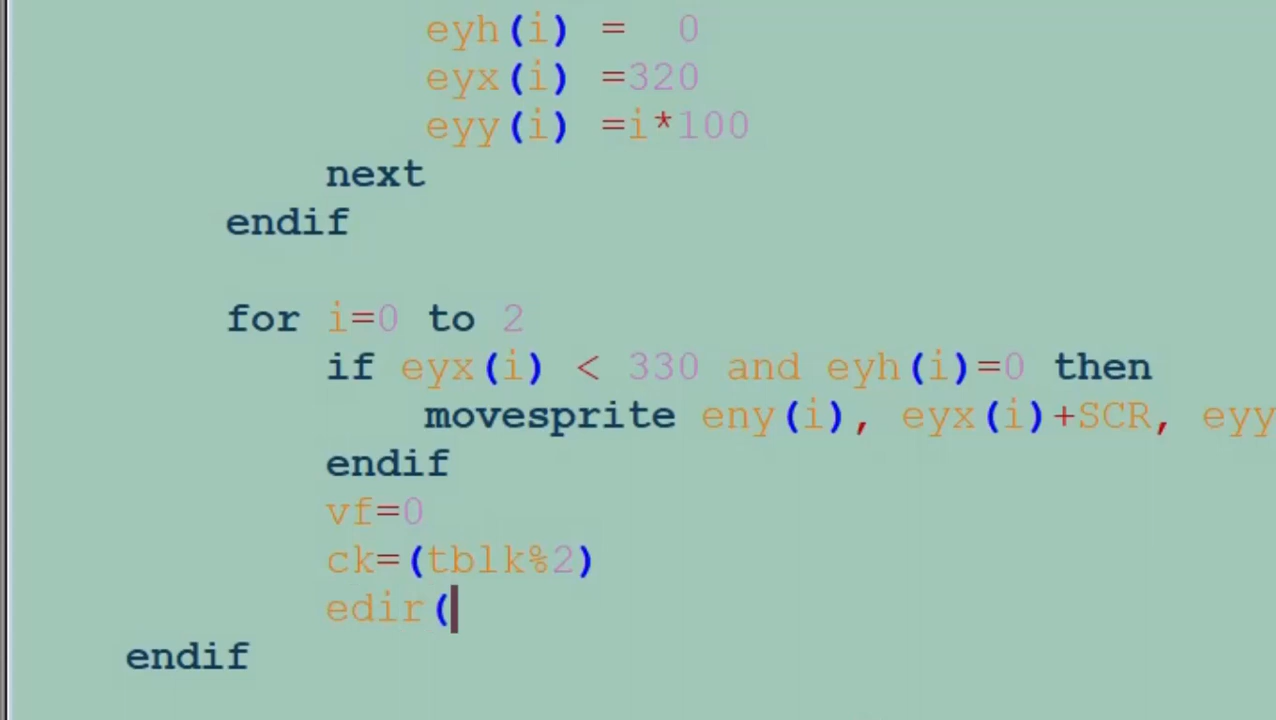 eyh(i) =  0
eyx(i) =320
eyy(i) =i*100
next
endif
for i=0 to 2
if eyx(i) < 330 and eyh(i)=0 then
movesprite eny(i), eyx(i)+SCR, eyy
endif
vf=0
ck=(tblk%2)
edir(
endif